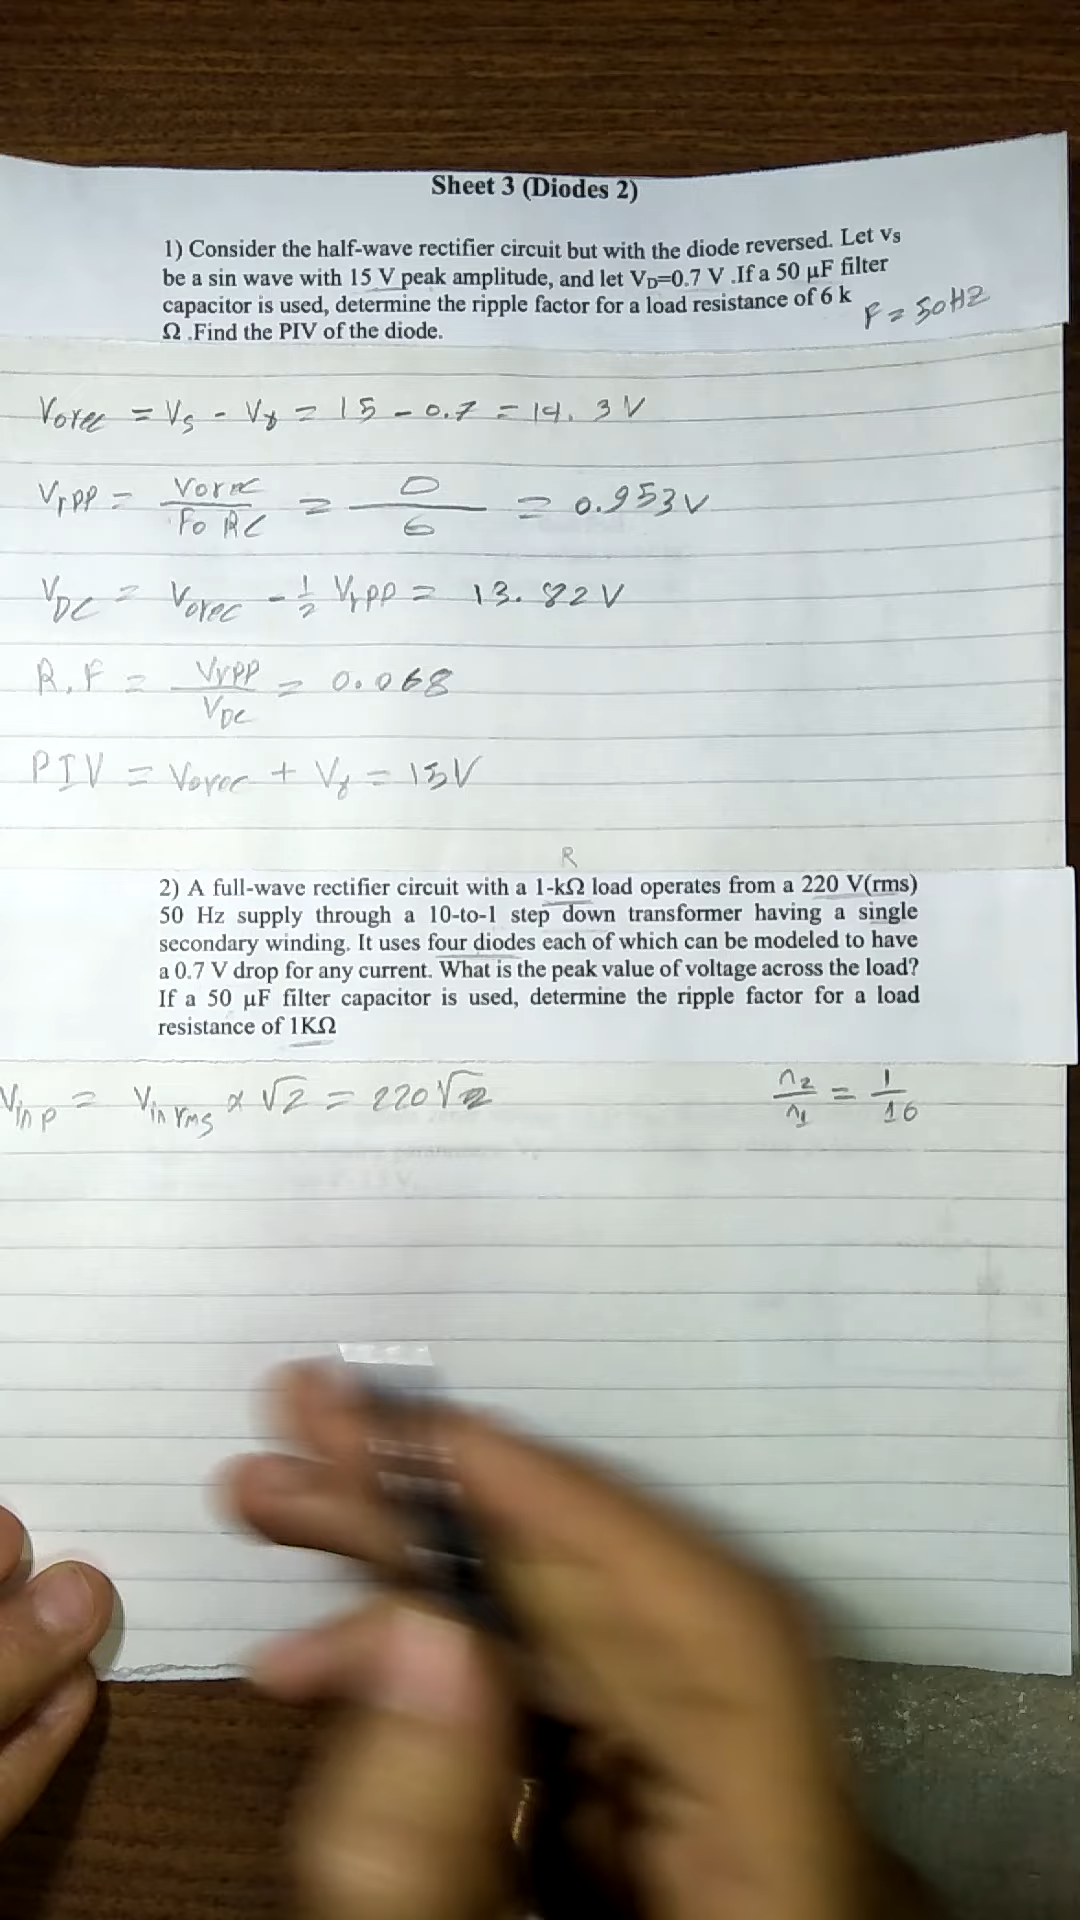 Sheet 3 (Diodes 2)
1) Consider the half-wave rectifier circuit but with the diode reversed. Let vs
be a sin wave with 15 V peak amplitude, and let VD=0.7 V .If a 50 μF filter
capacitor is used, determine the ripple factor for a load resistance of 6 k
Ω .Find the PIV of the diode.
F = 50HZ
Vorec = Vs - Vγ = 15 - 0.7 = 14.3V
Vrpp = Vorec / Fo RC = 0 / 6 = 0.953V
VDC = Vorec - 1/2 Vrpp = 13.82V
R.F = Vrpp / VDC = 0.068
PIV = Vorec + Vγ = 15V
R
2) A full-wave rectifier circuit with a 1-kΩ load operates from a 220 V(rms)
50 Hz supply through a 10-to-1 step down transformer having a single
secondary winding. It uses four diodes each of which can be modeled to have
a 0.7 V drop for any current. What is the peak value of voltage across the load?
If a 50 μF filter capacitor is used, determine the ripple factor for a load
resistance of 1KΩ
Vin p = Vin rms × √2 = 220√2
n2 / n1 = 1 / 10